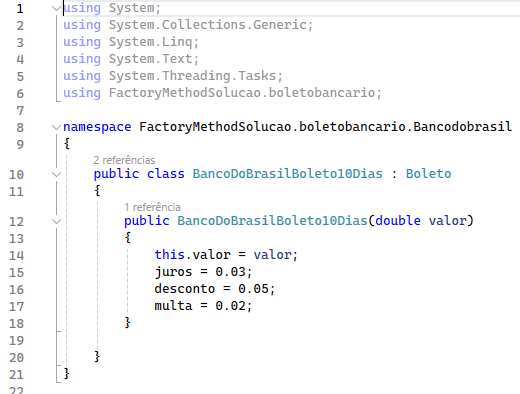 1 using System;
2 using System.Collections.Generic;
3 using System.Linq;
4 using System.Text;
5 using System.Threading.Tasks;
6 using FactoryMethodSolucao.boletobancario;
7
8 namespace FactoryMethodSolucao.boletobancario.Bancodobrasil
9 {
2 referências
10 public class BancoDoBrasilBoleto10Dias : Boleto
11 {
1 referência
12 public BancoDoBrasilBoleto10Dias(double valor)
13 {
14 this.valor = valor;
15 juros = 0.03;
16 desconto = 0.05;
17 multa = 0.02;
18 }
19
20 }
21 }
22